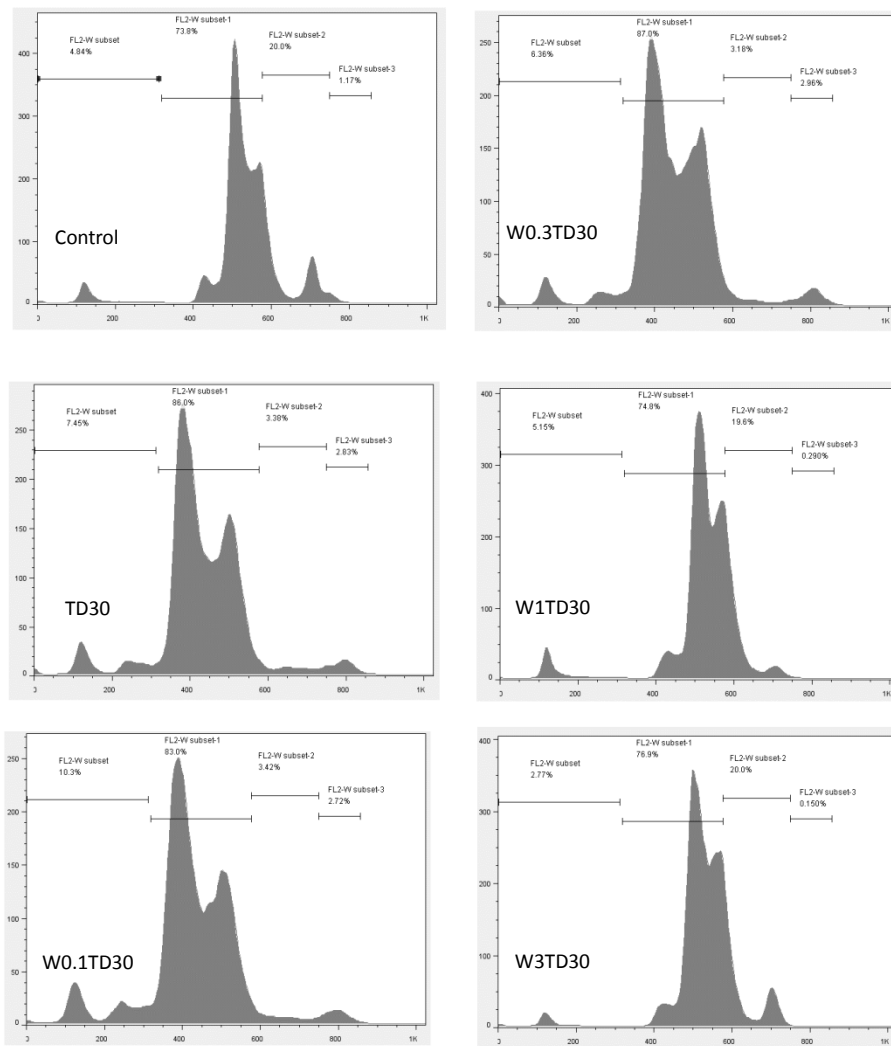 FL2-W subset
4.84%
FL2-W subset-1
73.8%
FL2-W subset-2
20.0%
FL2-W subset-3
1.17%
400
300
200
100
0
Control
0 200 400 600 800 1K
FL2-W subset
6.36%
FL2-W subset-1
87.0%
FL2-W subset-2
3.18%
FL2-W subset-3
2.96%
250
200
150
100
50
0
W0.3TD30
0 200 400 600 800 1K
FL2-W subset
7.45%
FL2-W subset-1
86.0%
FL2-W subset-2
3.38%
FL2-W subset-3
2.83%
250
200
150
100
50
0
TD30
0 200 400 600 800 1K
FL2-W subset
5.15%
FL2-W subset-1
74.8%
FL2-W subset-2
19.6%
FL2-W subset-3
0.290%
400
300
200
100
0
W1TD30
0 200 400 600 800 1K
FL2-W subset
10.3%
FL2-W subset-1
83.0%
FL2-W subset-2
3.42%
FL2-W subset-3
2.72%
250
200
150
100
50
0
W0.1TD30
0 200 400 600 800 1K
FL2-W subset
2.77%
FL2-W subset-1
76.9%
FL2-W subset-2
20.0%
FL2-W subset-3
0.150%
400
300
200
100
0
W3TD30
0 200 400 600 800 1K